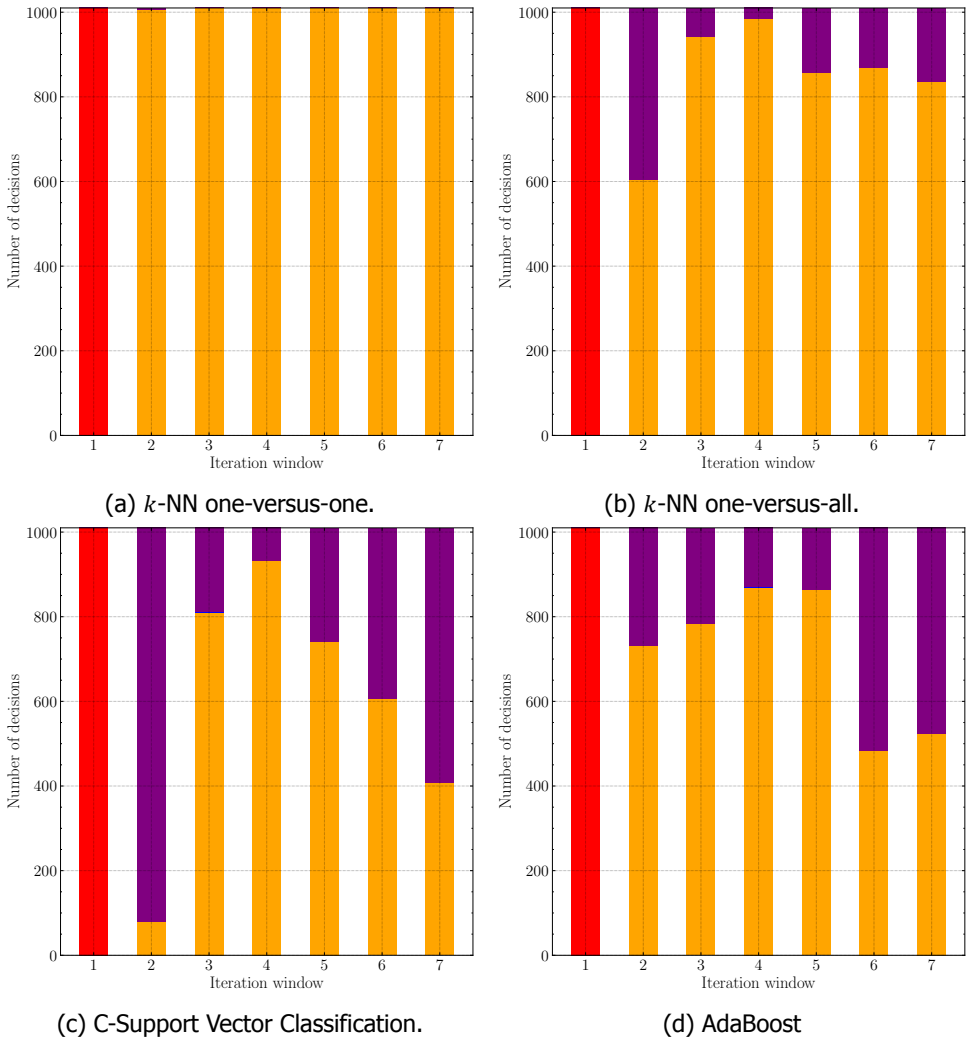 Number of decisions
1000
800
600
400
200
0
1 2 3 4 5 6 7
Iteration window
(a) k-NN one-versus-one.
Number of decisions
1000
800
600
400
200
0
1 2 3 4 5 6 7
Iteration window
(b) k-NN one-versus-all.
Number of decisions
1000
800
600
400
200
0
1 2 3 4 5 6 7
Iteration window
(c) C-Support Vector Classification.
Number of decisions
1000
800
600
400
200
0
1 2 3 4 5 6 7
Iteration window
(d) AdaBoost